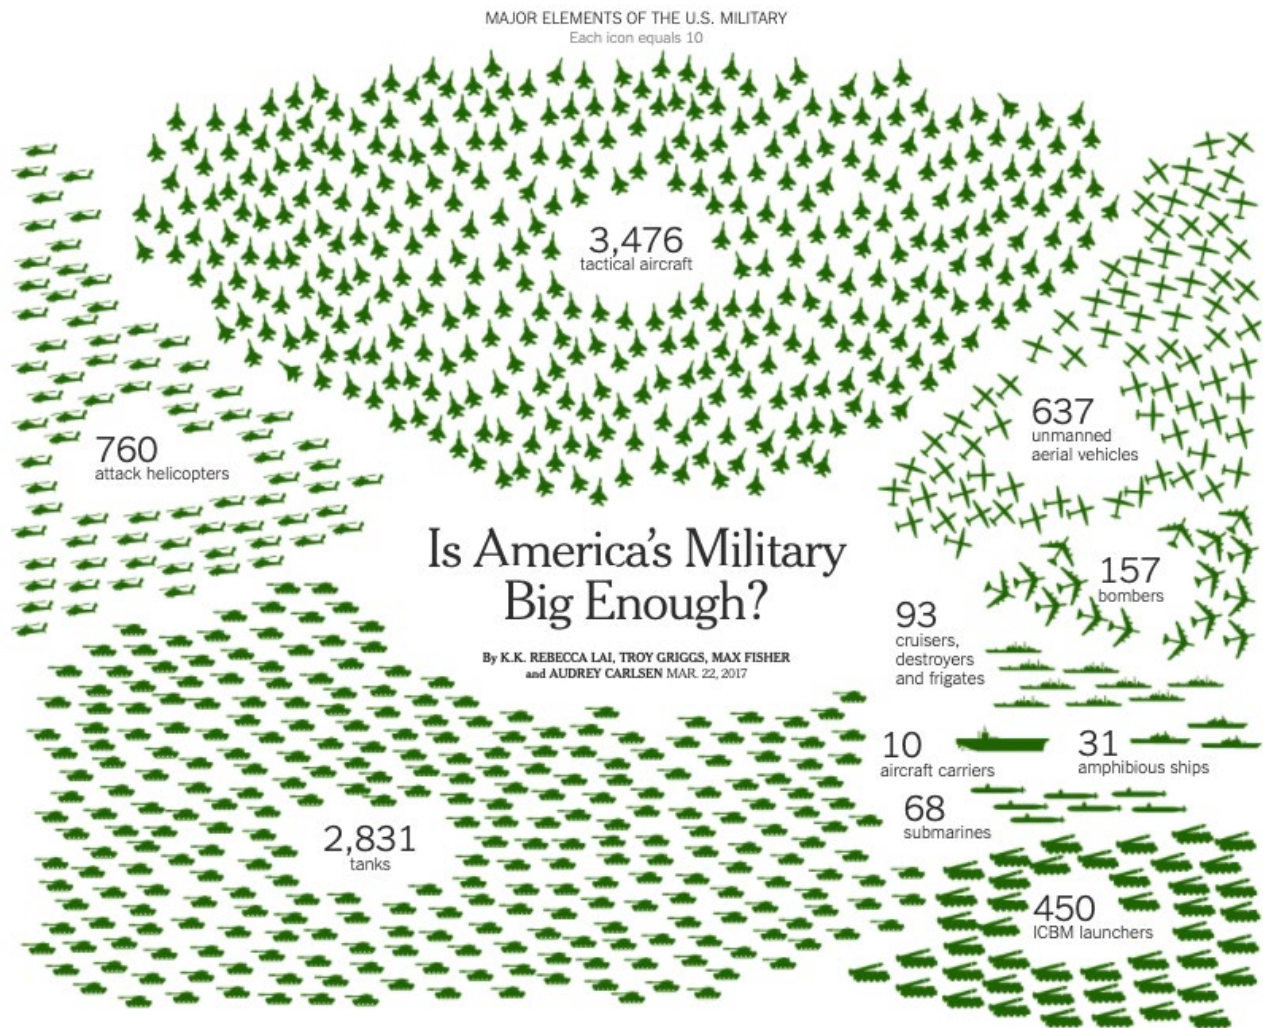 MAJOR ELEMENTS OF THE U.S. MILITARY
Each icon equals 10
3,476
tactical aircraft
637
unmanned
aerial vehicles
760
attack helicopters
Is America’s Military
Big Enough?
By K.K. REBECCA LAI, TROY GRIGGS, MAX FISHER
and AUDREY CARLSEN MAR. 22, 2017
157
bombers
93
cruisers,
destroyers
and frigates
10
aircraft carriers
31
amphibious ships
68
submarines
2,831
tanks
450
ICBM launchers